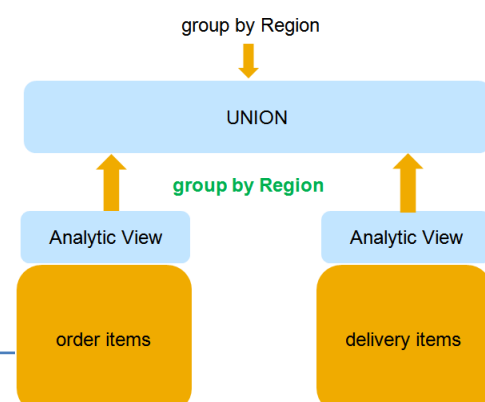 group by Region
UNION
group by Region
Analytic View
Analytic View
order items
delivery items